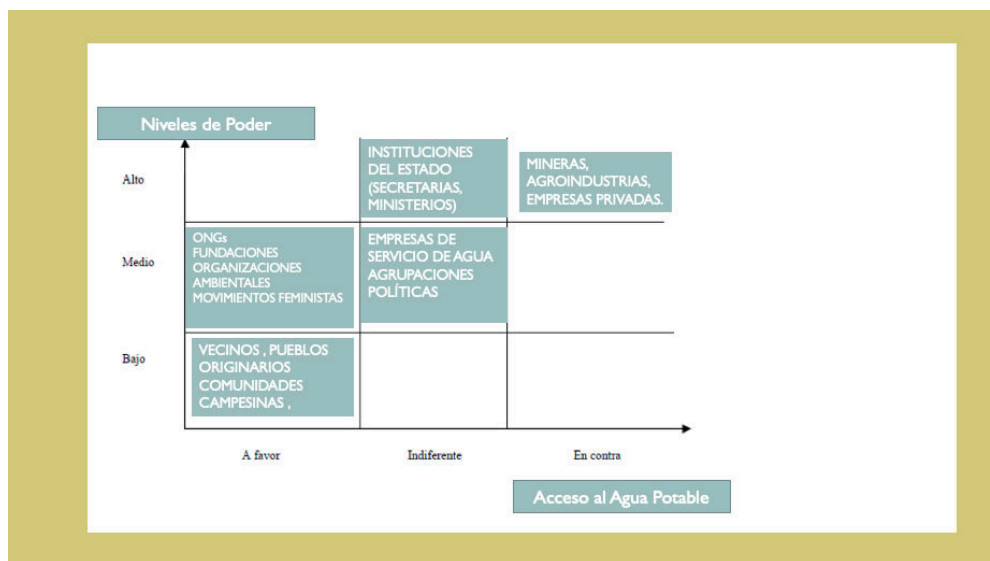 Niveles de Poder
Alto
INSTITUCIONES
DEL ESTADO
(SECRETARIAS,
MINISTERIOS)
MINERAS,
AGROINDUSTRIAS,
EMPRESAS PRIVADAS.
Medio
ONGs
FUNDACIONES
ORGANIZACIONES
AMBIENTALES
MOVIMIENTOS FEMINISTAS
EMPRESAS DE
SERVICIO DE AGUA
AGRUPACIONES
POLÍTICAS
Bajo
VECINOS , PUEBLOS
ORIGINARIOS
COMUNIDADES
CAMPESINAS ,
A favor
Indiferente
En contra
Acceso al Agua Potable